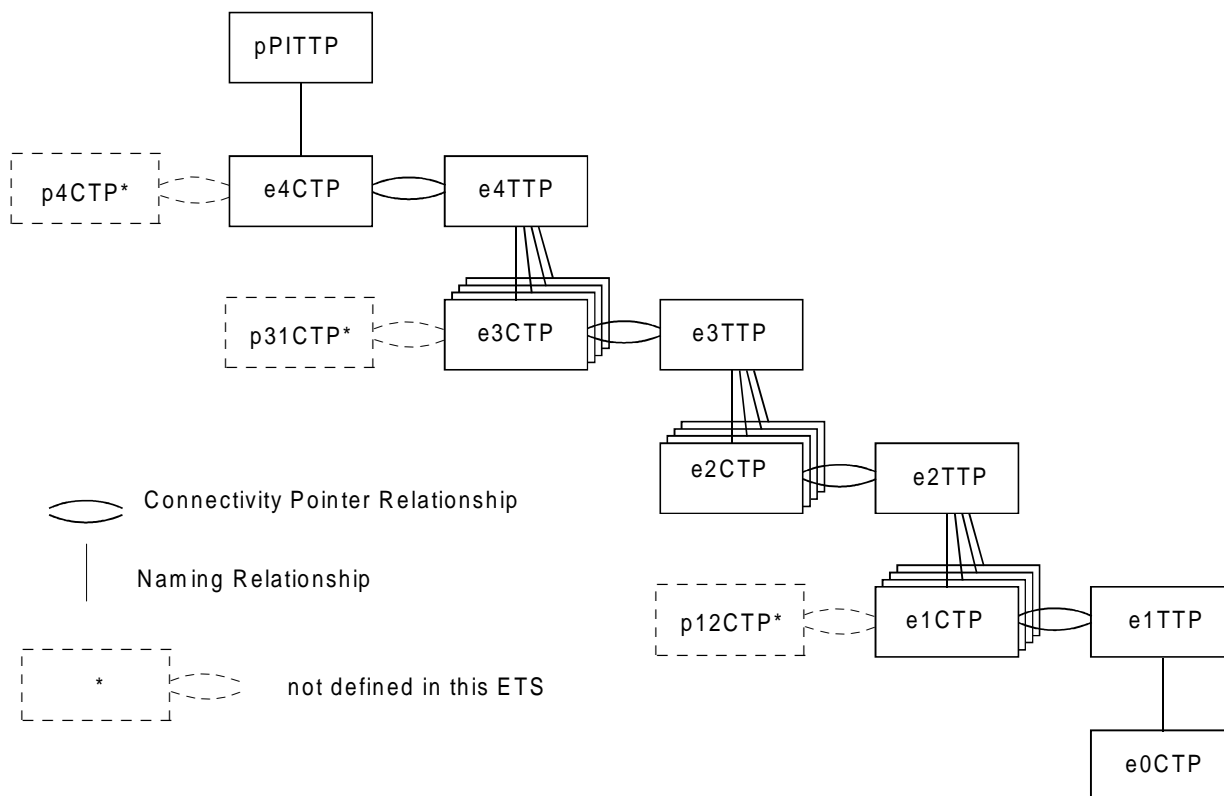 pPITTP
p4CTP*
e4CTP
e4TTP
p31CTP*
e3CTP
e3TTP
e2CTP
e2TTP
Connectivity Pointer Relationship
Naming Relationship
p12CTP*
e1CTP
e1TTP
*
not defined in this ETS
e0CTP